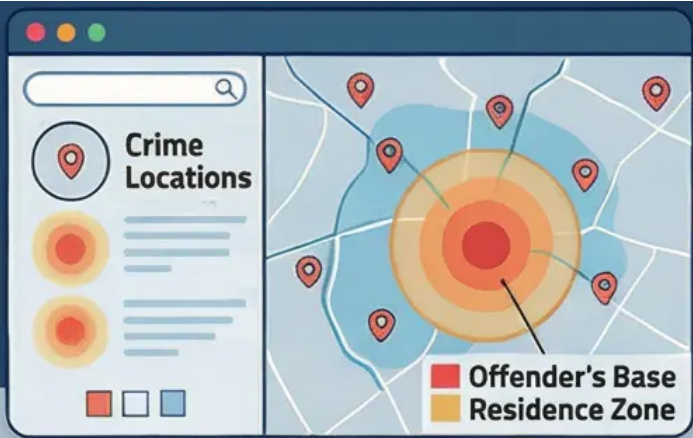 Crime
Locations
Offender's Base
Residence Zone